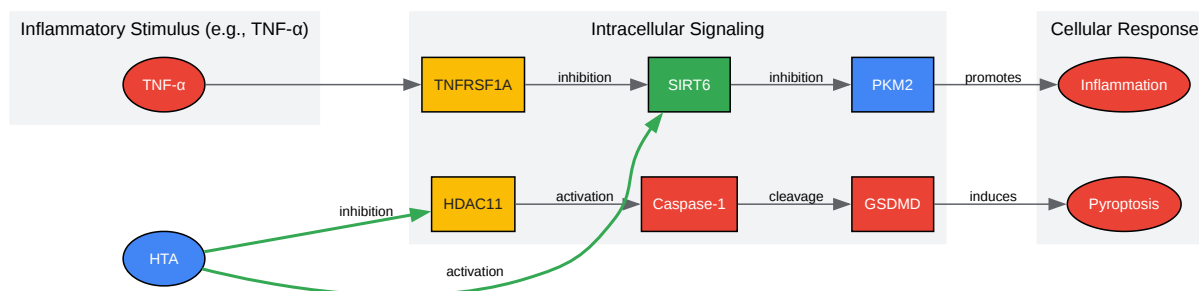 Inflammatory Stimulus (e.g., TNF-α)
Intracellular Signaling
Cellular Response
TNF-α
TNFRSF1A
inhibition
SIRT6
inhibition
PKM2
promotes
Inflammation
HTA
inhibition
HDAC11
activation
Caspase-1
cleavage
GSDMD
induces
Pyroptosis
activation